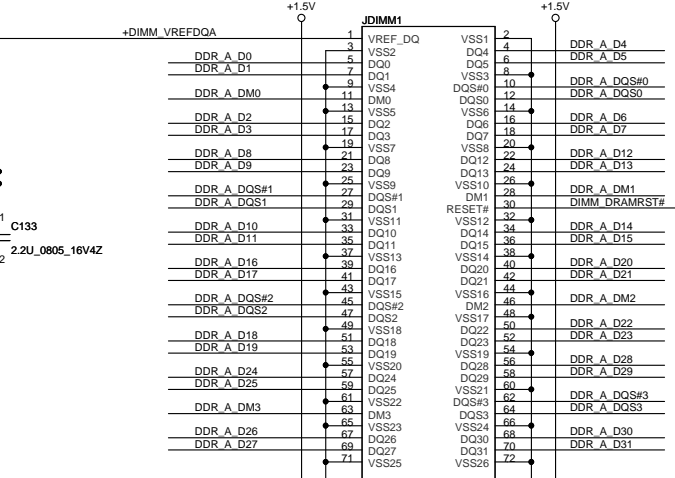 +1.5V +1.5V
JDIMM1
+DIMM_VREFDQA 1 VREF_DQ VSS1 2
3 VSS2 DQ4 4 DDR_A_D4
DDR_A_D0 5 DQ0 DQ5 6 DDR_A_D5
DDR_A_D1 7 DQ1 VSS3 8
9 VSS4 DQS#0 10 DDR_A_DQS#0
DDR_A_DM0 11 DM0 DQS0 12 DDR_A_DQS0
13 VSS5 VSS6 14
DDR_A_D2 15 DQ2 DQ6 16 DDR_A_D6
DDR_A_D3 17 DQ3 DQ7 18 DDR_A_D7
19 VSS7 VSS8 20
DDR_A_D8 21 DQ8 DQ12 22 DDR_A_D12
DDR_A_D9 23 DQ9 DQ13 24 DDR_A_D13
25 VSS9 VSS10 26
DDR_A_DQS#1 27 DQS#1 DM1 28 DDR_A_DM1
DDR_A_DQS1 29 DQS1 RESET# 30 DIMM_DRAMRST#
31 VSS11 VSS12 32
1 C133 DDR_A_D10 33 DQ10 DQ14 34 DDR_A_D14
DDR_A_D11 35 DQ11 DQ15 36 DDR_A_D15
2 2.2U_0805_16V4Z 37 VSS13 VSS14 38
DDR_A_D16 39 DQ16 DQ20 40 DDR_A_D20
DDR_A_D17 41 DQ17 DQ21 42 DDR_A_D21
43 VSS15 VSS16 44
DDR_A_DQS#2 45 DQS#2 DM2 46 DDR_A_DM2
DDR_A_DQS2 47 DQS2 VSS17 48
49 VSS18 DQ22 50 DDR_A_D22
DDR_A_D18 51 DQ18 DQ23 52 DDR_A_D23
DDR_A_D19 53 DQ19 VSS19 54
55 VSS20 DQ28 56 DDR_A_D28
DDR_A_D24 57 DQ24 DQ29 58 DDR_A_D29
DDR_A_D25 59 DQ25 VSS21 60
61 VSS22 DQS#3 62 DDR_A_DQS#3
DDR_A_DM3 63 DM3 DQS3 64 DDR_A_DQS3
65 VSS23 VSS24 66
DDR_A_D26 67 DQ26 DQ30 68 DDR_A_D30
DDR_A_D27 69 DQ27 DQ31 70 DDR_A_D31
71 VSS25 VSS26 72